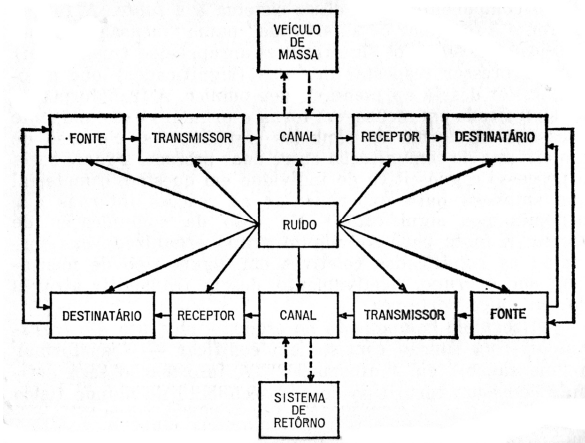 VEÍCULO
DE
MASSA
FONTE
TRANSMISSOR
CANAL
RECEPTOR
DESTINATÁRIO
RUÍDO
DESTINATÁRIO
RECEPTOR
CANAL
TRANSMISSOR
FONTE
SISTEMA
DE
RETÔRNO